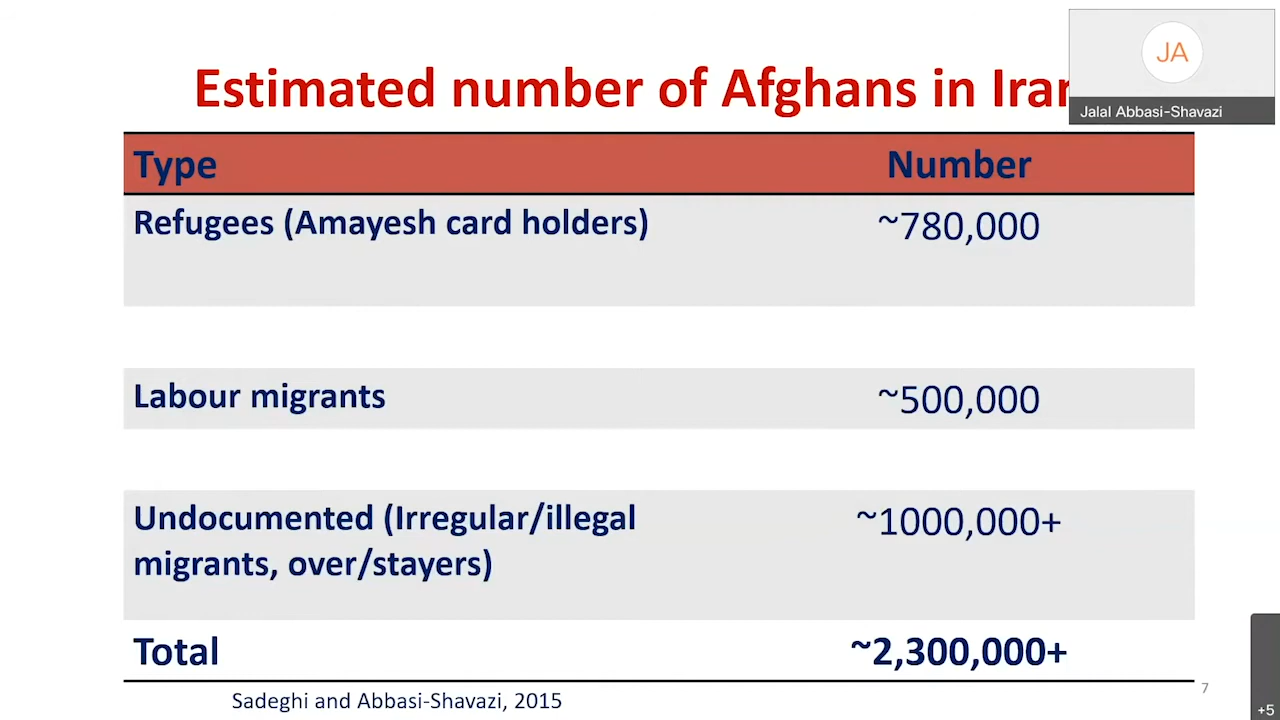 Estimated number of Afghans in Iran
JA
Jalal Abbasi-Shavazi
Type Number
Refugees (Amayesh card holders) ~780,000
Labour migrants ~500,000
Undocumented (Irregular/illegal
migrants, over/stayers) ~1000,000+
Total ~2,300,000+
Sadeghi and Abbasi-Shavazi, 2015
7
+5